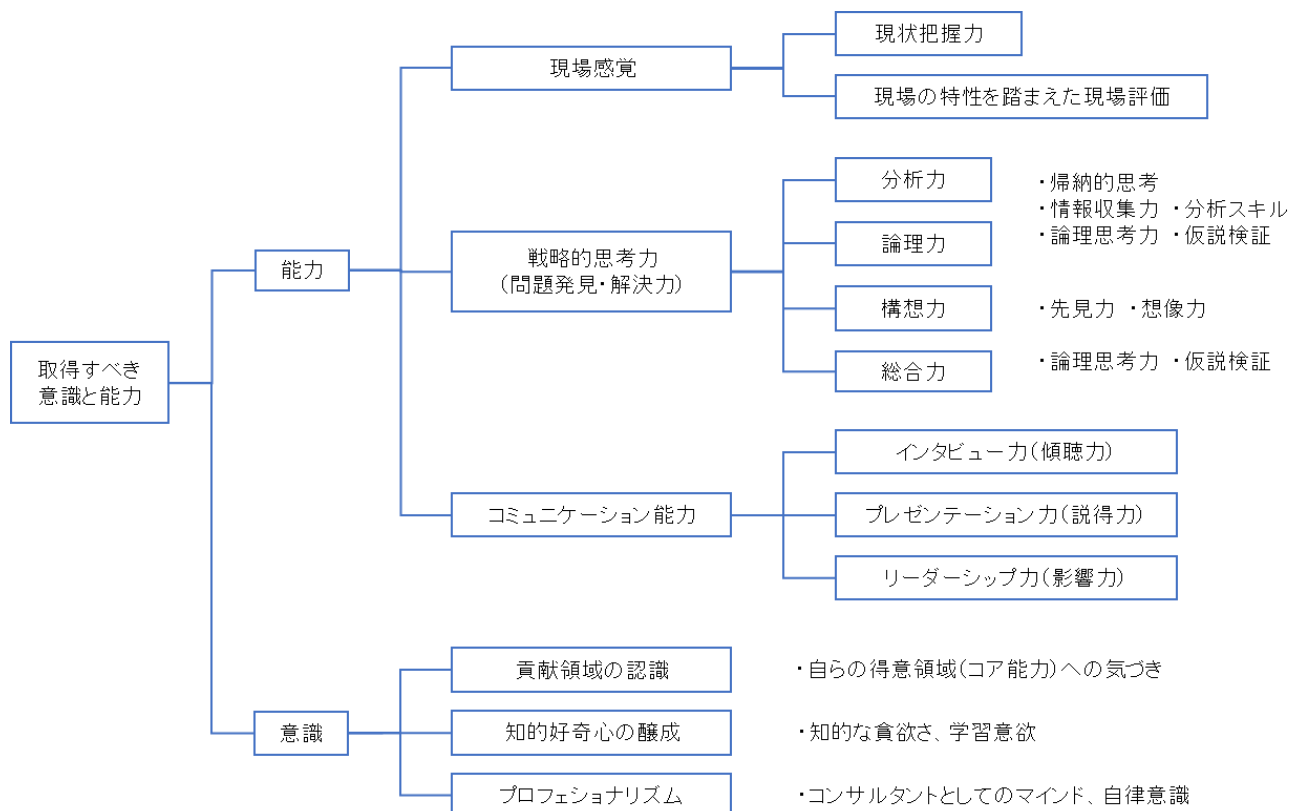 現状把握力
現場感覚
現場の特性を踏まえた現場評価
分析力
・帰納的思考
・情報収集力 ・分析スキル
・論理思考力 ・仮説検証
論理力
能力
戦略的思考力
(問題発見・解決力)
構想力
・先見力 ・想像力
総合力
・論理思考力 ・仮説検証
取得すべき
意識と能力
インタビュー力(傾聴力)
コミュニケーション能力
プレゼンテーション力(説得力)
リーダーシップ力(影響力)
貢献領域の認識
・自らの得意領域(コア能力)への気づき
意識
知的好奇心の醸成
・知的な貪欲さ、学習意欲
プロフェショナリズム
・コンサルタントとしてのマインド、自律意識